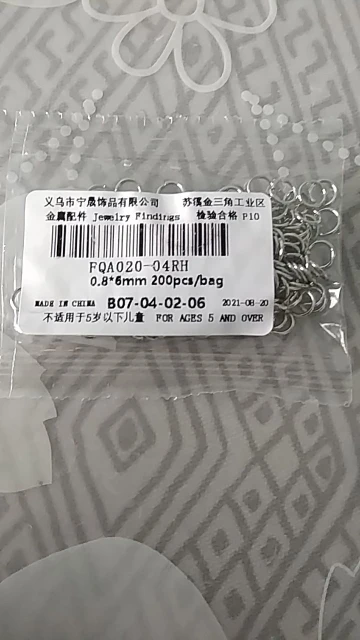 义乌市宁晟饰品有限公司 苏溪金三角工业区
金属配件 Jewelry Findings 检验合格 P10
FQA020-04RH
0.8*6mm 200pcs/bag
MADE IN CHINA B07-04-02-06 2021-08-20
不适用于5岁以下儿童 FOR AGES 5 AND OVER